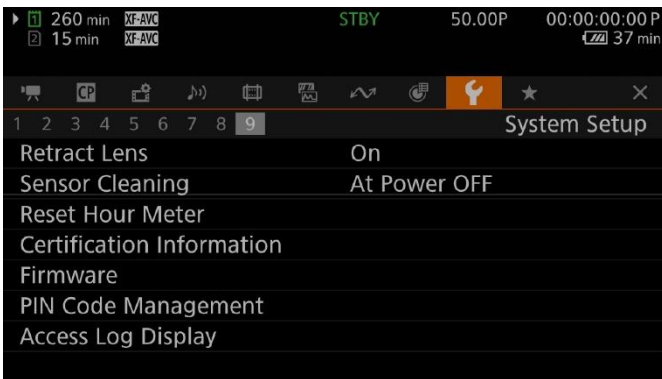 1 260 min XF-AVC STBY 50.00P 00:00:00:00 P
2 15 min XF-AVC 37 min
CP
1 2 3 4 5 6 7 8 9 System Setup
Retract Lens On
Sensor Cleaning At Power OFF
Reset Hour Meter
Certification Information
Firmware
PIN Code Management
Access Log Display